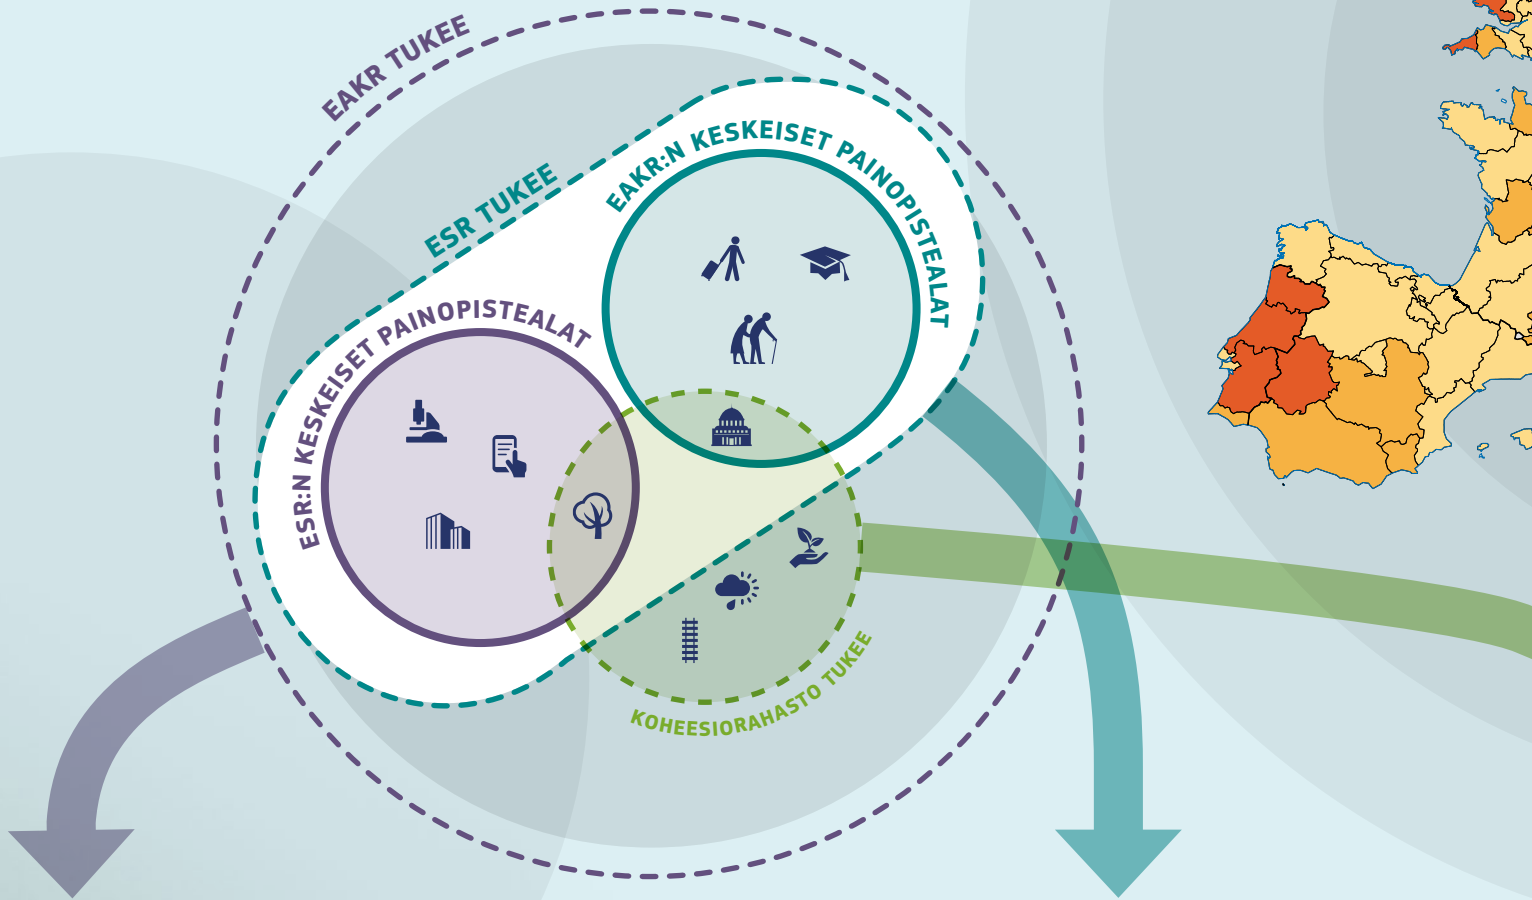 EAKR TUKEE
ESR TUKEE
EAKR:N KESKEISET PAINOPISTEALAT
ESR:N KESKEISET PAINOPISTEALAT
KOHEESIORAHASTO TUKEE